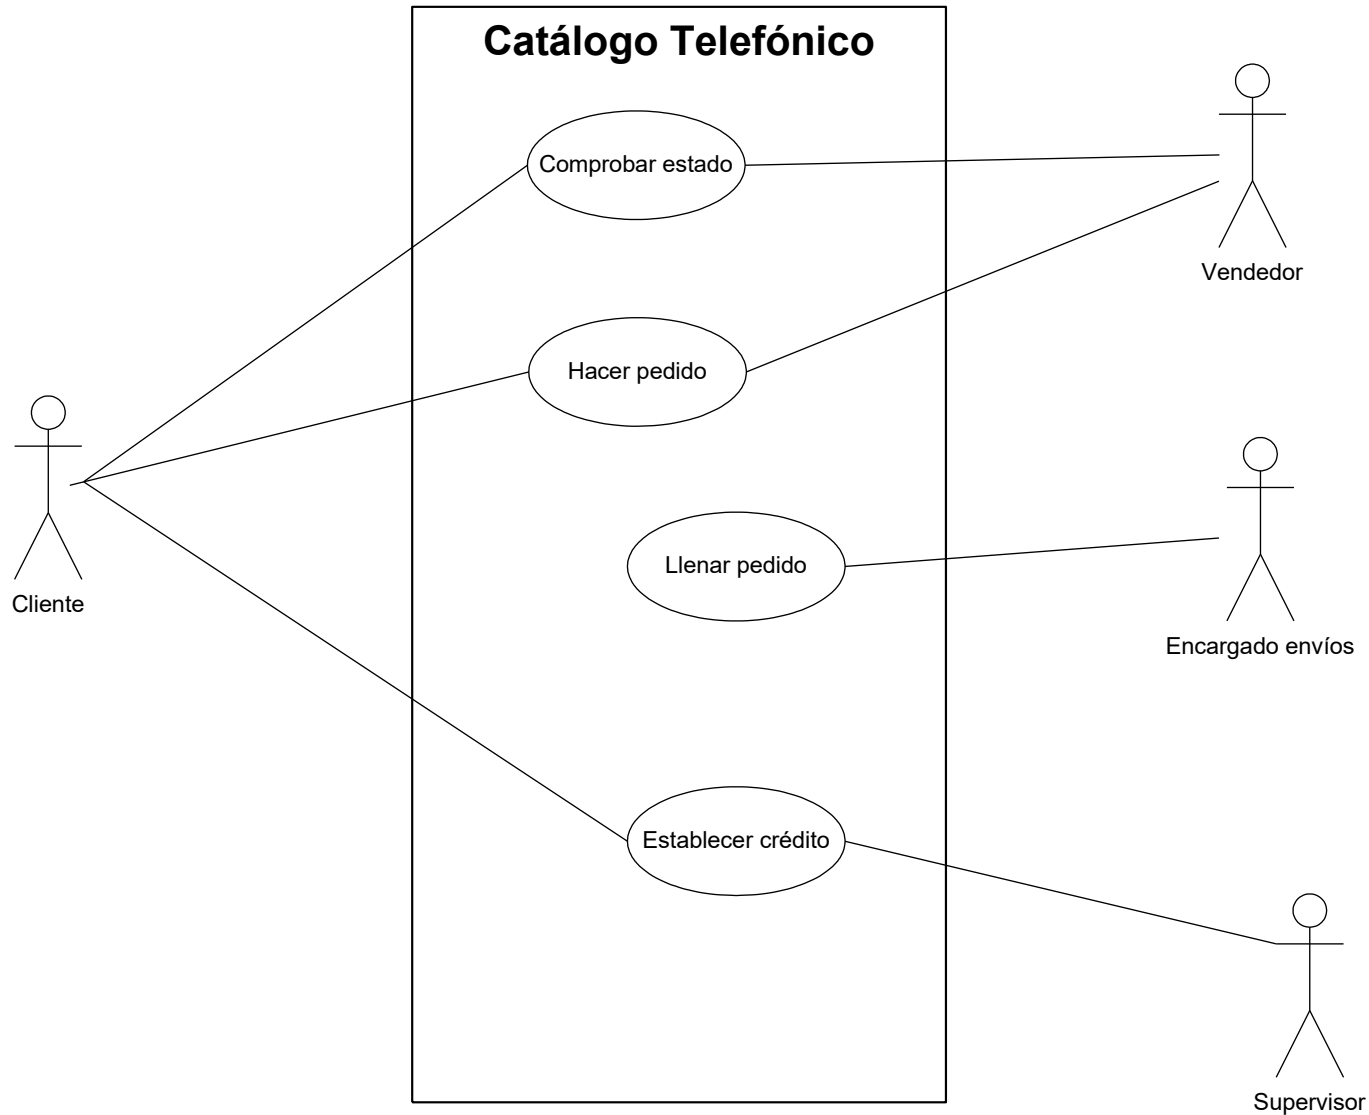 Catálogo Telefónico
Comprobar estado
Vendedor
Hacer pedido
Cliente
Llenar pedido
Encargado envíos
Establecer crédito
Supervisor